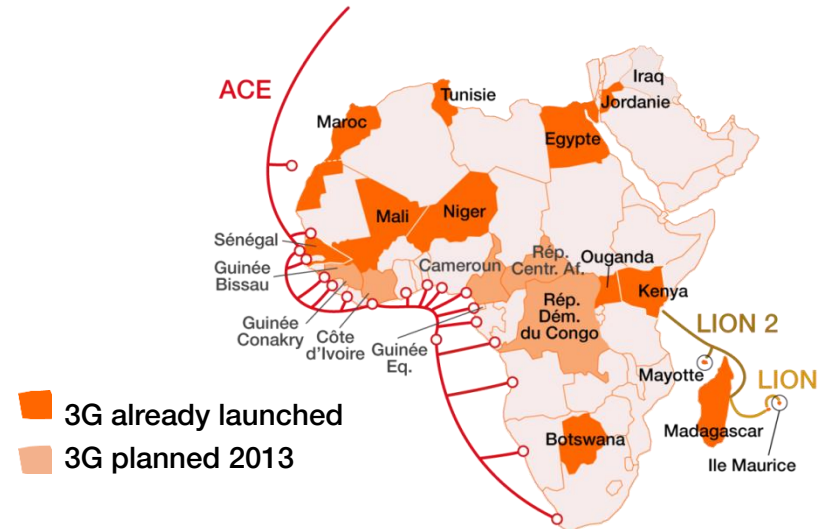 ACE
Iraq
Tunisie
Jordanie
Maroc
Egypte
Mali
Niger
Sénégal
Rép.
Centr. Af.
Ouganda
Cameroun
Guinée
Bissau
Kenya
Rép.
Dém.
du Congo
Guinée
Conakry
Côte
d'Ivoire
Guinée
Eq.
LION 2
Mayotte
LION
3G already launched
Madagascar
Botswana
3G planned 2013
Ile Maurice